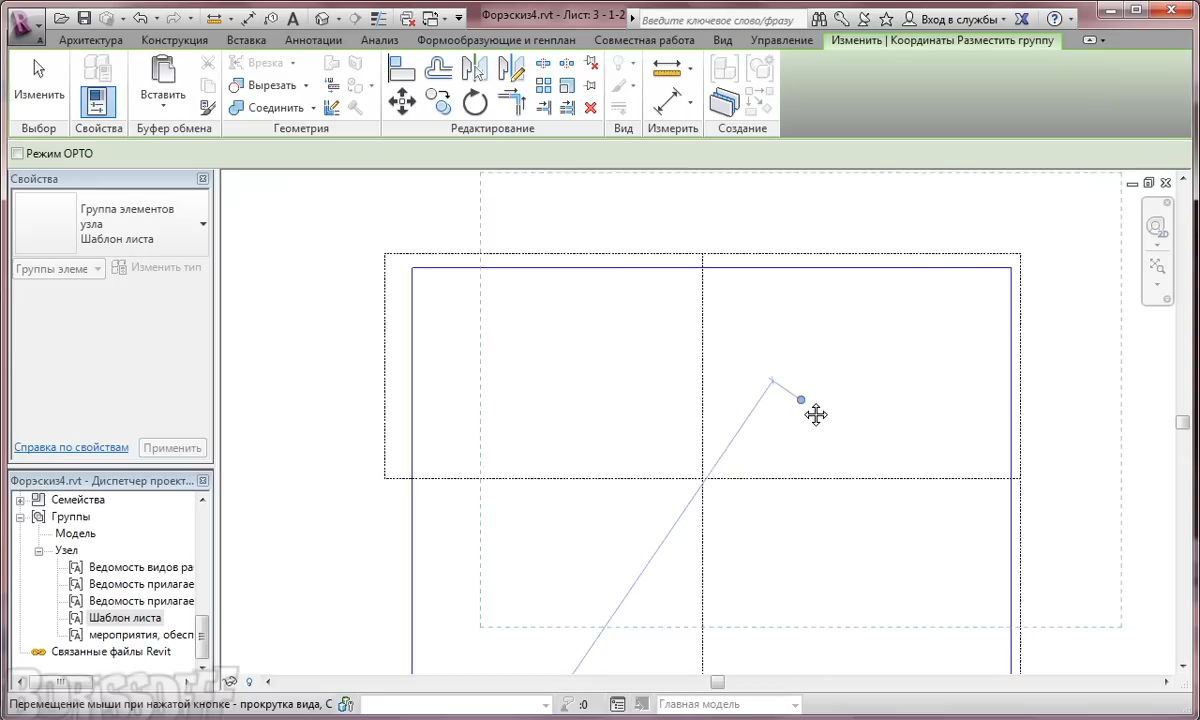 Форэскиз4.rvt - Лист: 3 - 1-2
Введите ключевое слово/фразу
Вход в службы
Архитектура Конструкция Вставка Аннотации Анализ Формообразующие и генплан Совместная работа Вид Управление Изменить | Координаты Разместить группу
Изменить
Вставить
Врезка
Вырезать
Соединить
Выбор Свойства Буфер обмена Геометрия Редактирование Вид Измерить Создание
Режим ОРТО
Свойства
Группа элементов
узла
Шаблон листа
Группы элеме Изменить тип
Справка по свойствам Применить
Форэскиз4.rvt - Диспетчер проект...
Семейства
Группы
Модель
Узел
Ведомость видов ра
Ведомость прилагае
Ведомость прилагае
Шаблон листа
мероприятия, обесп
Связанные файлы Revit
Перемещение мыши при нажатой кнопке - прокрутка вида, C
:0
Главная модель
2D